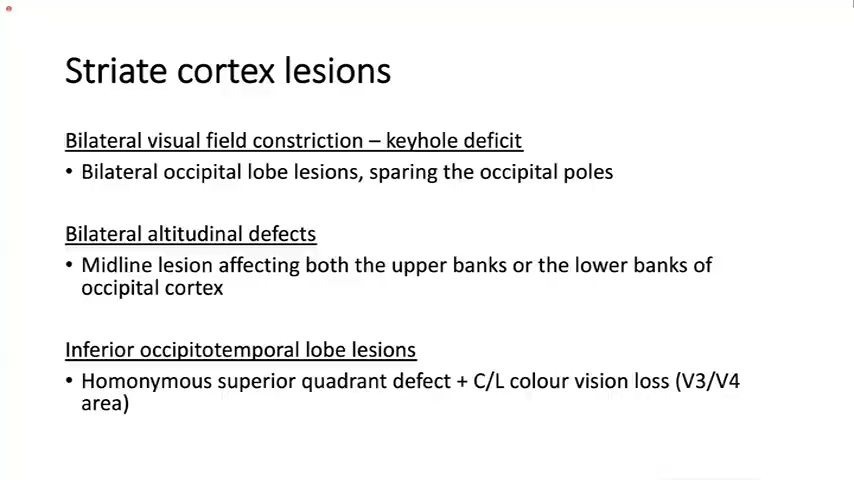 Striate cortex lesions
Bilateral visual field constriction – keyhole deficit
• Bilateral occipital lobe lesions, sparing the occipital poles
Bilateral altitudinal defects
• Midline lesion affecting both the upper banks or the lower banks of
occipital cortex
Inferior occipitotemporal lobe lesions
• Homonymous superior quadrant defect + C/L colour vision loss (V3/V4
area)